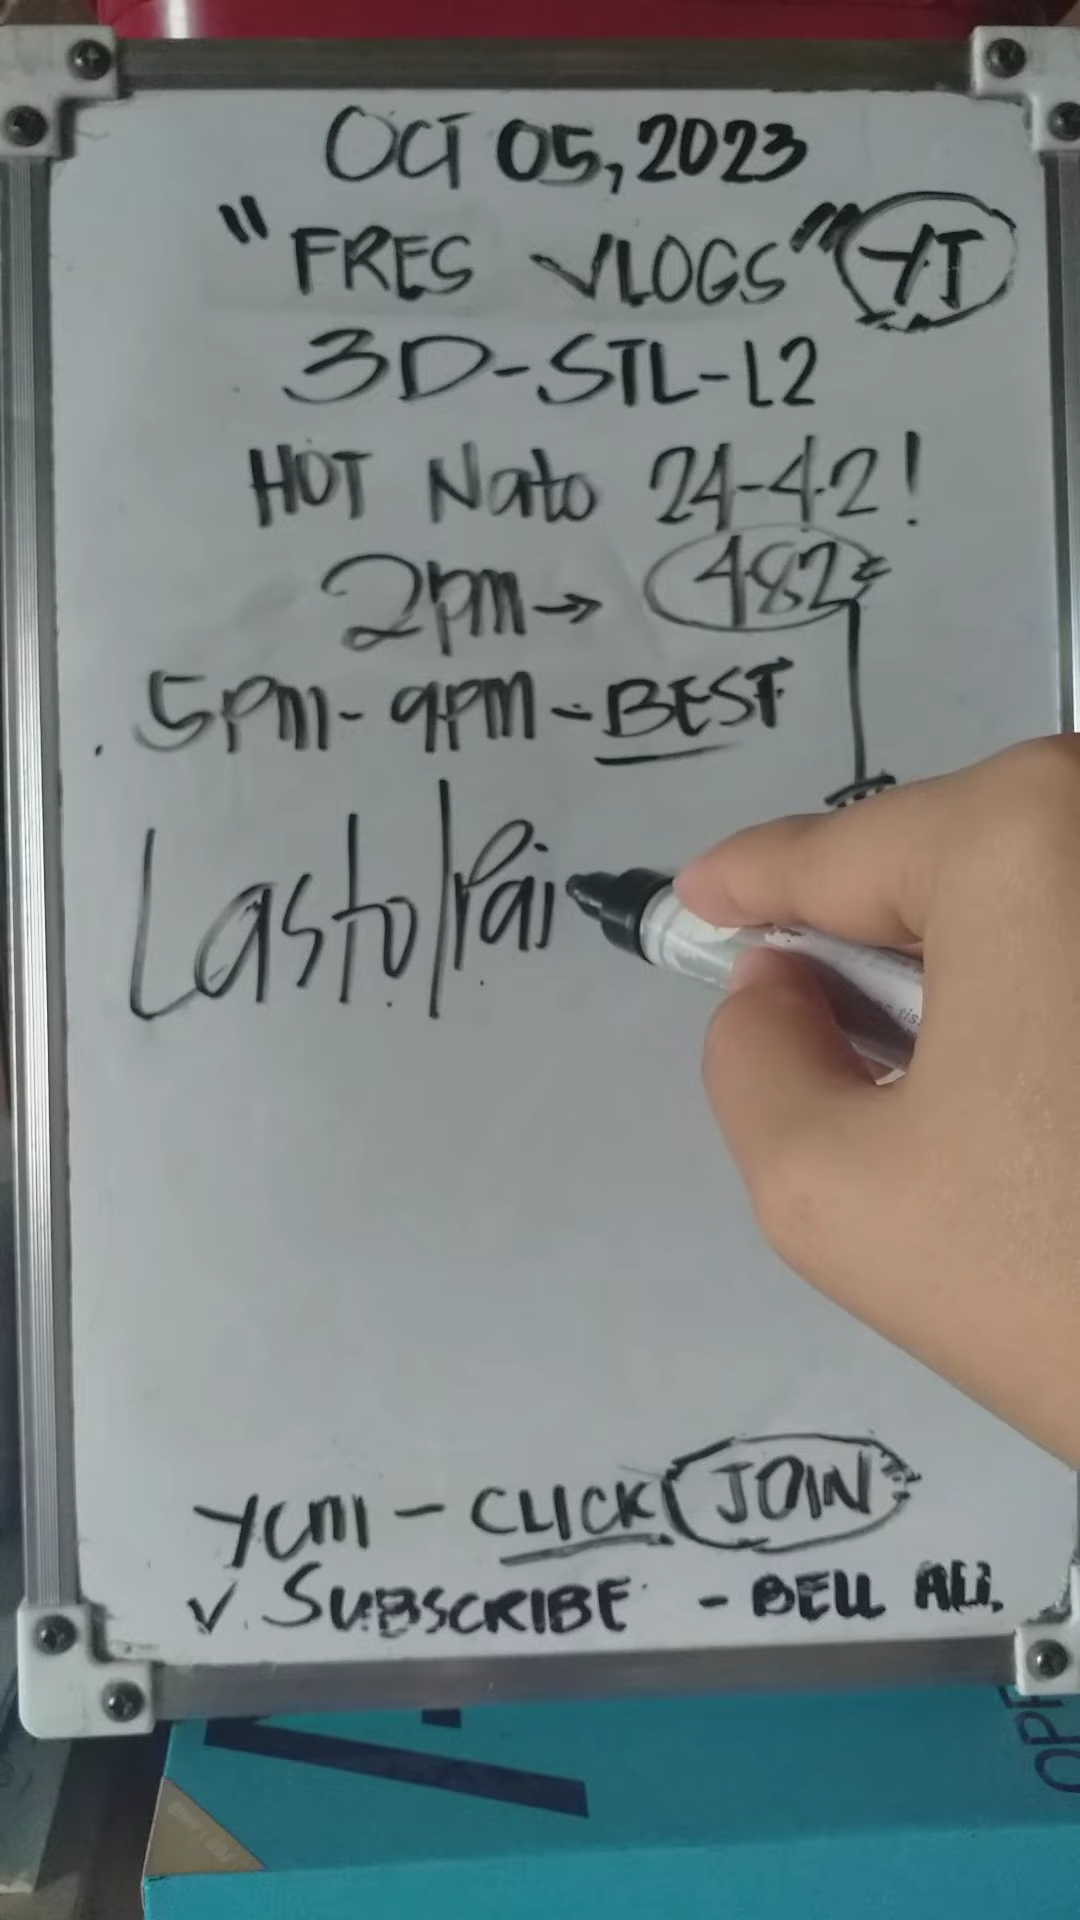 OCT 05, 2023
"FRES VLOGS" YT
3D-STL-L2
HOT Nato 24-42!
2pm→ 482
5pm-9pm-BEST
Lasto/Pai
YCM - CLICK JOIN
✓ SUBSCRIBE - BELL ALL